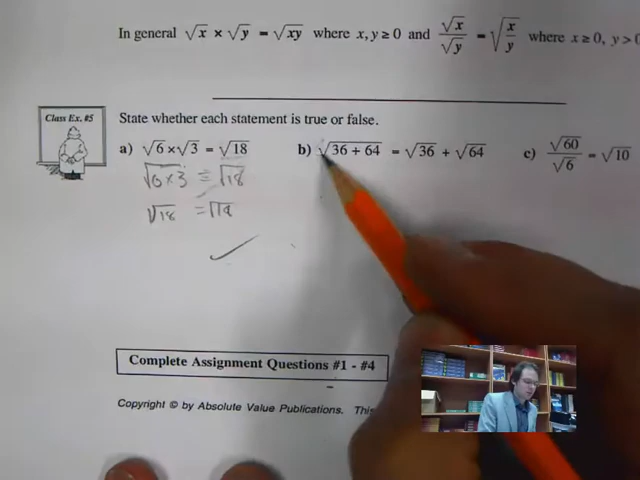 In general √x × √y = √xy where x, y ≥ 0 and √x/√y = √(x/y) where x ≥ 0, y > 0
Class Ex. #5
State whether each statement is true or false.
a) √6 × √3 = √18 b) √(36 + 64) = √36 + √64 c) √60/√6 = √10
√(6×3) = √18
√18 = √18
✓
Complete Assignment Questions #1 - #4
Copyright © by Absolute Value Publications. This